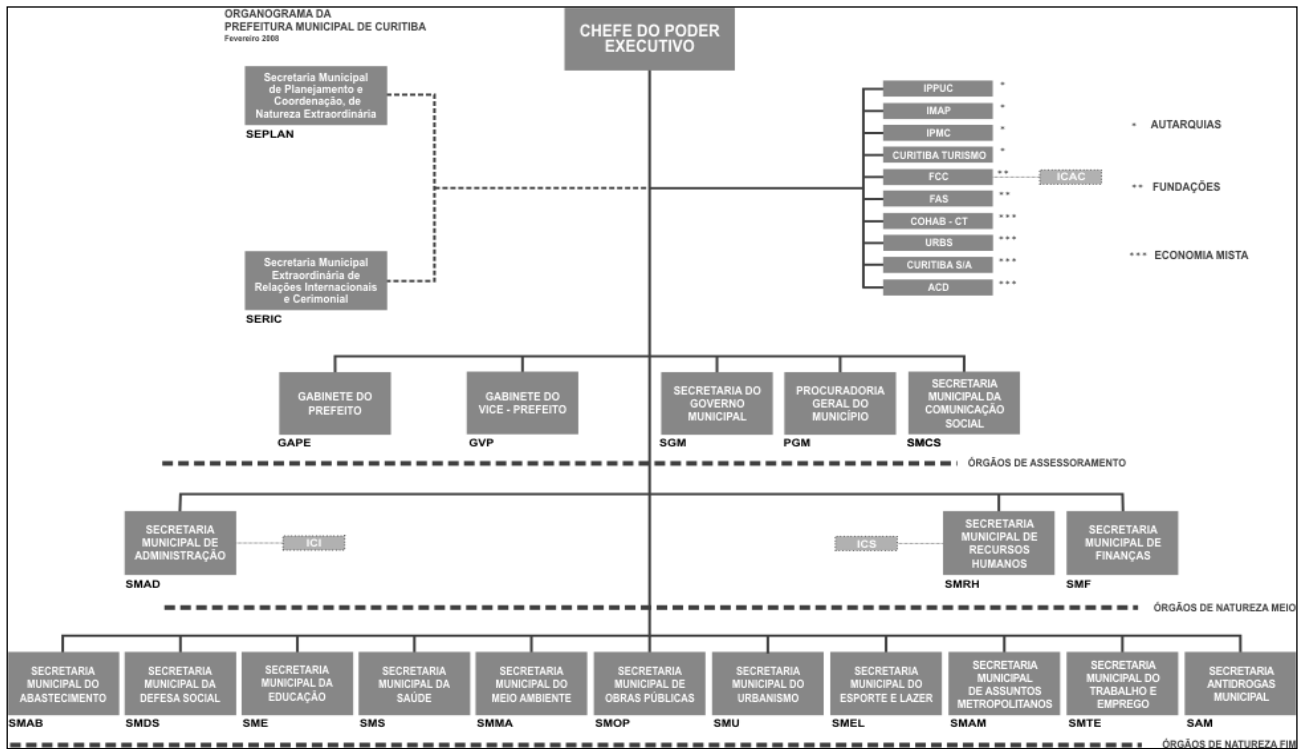 ORGANOGRAMA DA
PREFEITURA MUNICIPAL DE CURITIBA
Fevereiro 2008
CHEFE DO PODER
EXECUTIVO
Secretaria Municipal
de Planejamento e
Coordenação, de
Natureza Extraordinária
SEPLAN
Secretaria Municipal
Extraordinária de
Relações Internacionais
e Cerimonial
SERIC
IPPUC *
IMAP *
IPMC *
CURITIBA TURISMO *
FCC ** ICAC
FAS **
COHAB - CT ***
URBS ***
CURITIBA S/A ***
ACD ***
* AUTARQUIAS
** FUNDAÇÕES
*** ECONOMIA MISTA
GABINETE DO
PREFEITO
GAPE
GABINETE DO
VICE - PREFEITO
GVP
SECRETARIA DO
GOVERNO
MUNICIPAL
SGM
PROCURADORIA
GERAL DO
MUNICÍPIO
PGM
SECRETARIA
MUNICIPAL DA
COMUNICAÇÃO
SOCIAL
SMCS
ÓRGÃOS DE ASSESSORAMENTO
SECRETARIA
MUNICIPAL DE
ADMINISTRAÇÃO
SMAD
ICI
ICS
SECRETARIA
MUNICIPAL DE
RECURSOS
HUMANOS
SMRH
SECRETARIA
MUNICIPAL DE
FINANÇAS
SMF
ÓRGÃOS DE NATUREZA MEIO
SECRETARIA
MUNICIPAL DO
ABASTECIMENTO
SMAB
SECRETARIA
MUNICIPAL DA
DEFESA SOCIAL
SMDS
SECRETARIA
MUNICIPAL DA
EDUCAÇÃO
SME
SECRETARIA
MUNICIPAL DA
SAÚDE
SMS
SECRETARIA
MUNICIPAL DO
MEIO AMBIENTE
SMMA
SECRETARIA
MUNICIPAL DE
OBRAS PÚBLICAS
SMOP
SECRETARIA
MUNICIPAL DO
URBANISMO
SMU
SECRETARIA
MUNICIPAL DO
ESPORTE E LAZER
SMEL
SECRETARIA
MUNICIPAL
DE ASSUNTOS
METROPOLITANOS
SMAM
SECRETARIA
MUNICIPAL DO
TRABALHO E
EMPREGO
SMTE
SECRETARIA
ANTIDROGAS
MUNICIPAL
SAM
ÓRGÃOS DE NATUREZA FIM